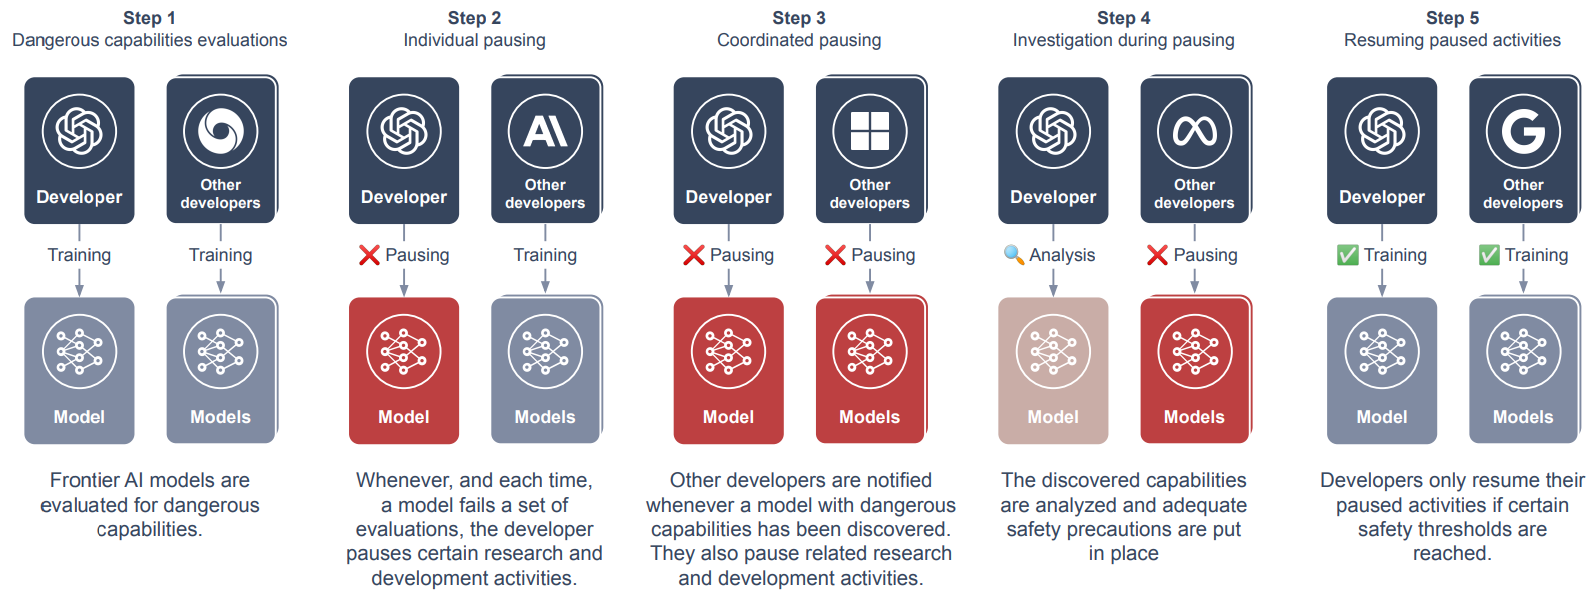 Step 1
Dangerous capabilities evaluations
Developer
Other
developers
Training
Training
Model
Models
Frontier AI models are
evaluated for dangerous
capabilities.
Step 2
Individual pausing
Developer
Other
developers
Pausing
Training
Model
Models
Whenever, and each time,
a model fails a set of
evaluations, the developer
pauses certain research and
development activities.
Step 3
Coordinated pausing
Developer
Other
developers
Pausing
Pausing
Model
Models
Other developers are notified
whenever a model with dangerous
capabilities has been discovered.
They also pause related research
and development activities.
Step 4
Investigation during pausing
Developer
Other
developers
Analysis
Pausing
Model
Models
The discovered capabilities
are analyzed and adequate
safety precautions are put
in place
Step 5
Resuming paused activities
Developer
Other
developers
Training
Training
Model
Models
Developers only resume their
paused activities if certain
safety thresholds are
reached.